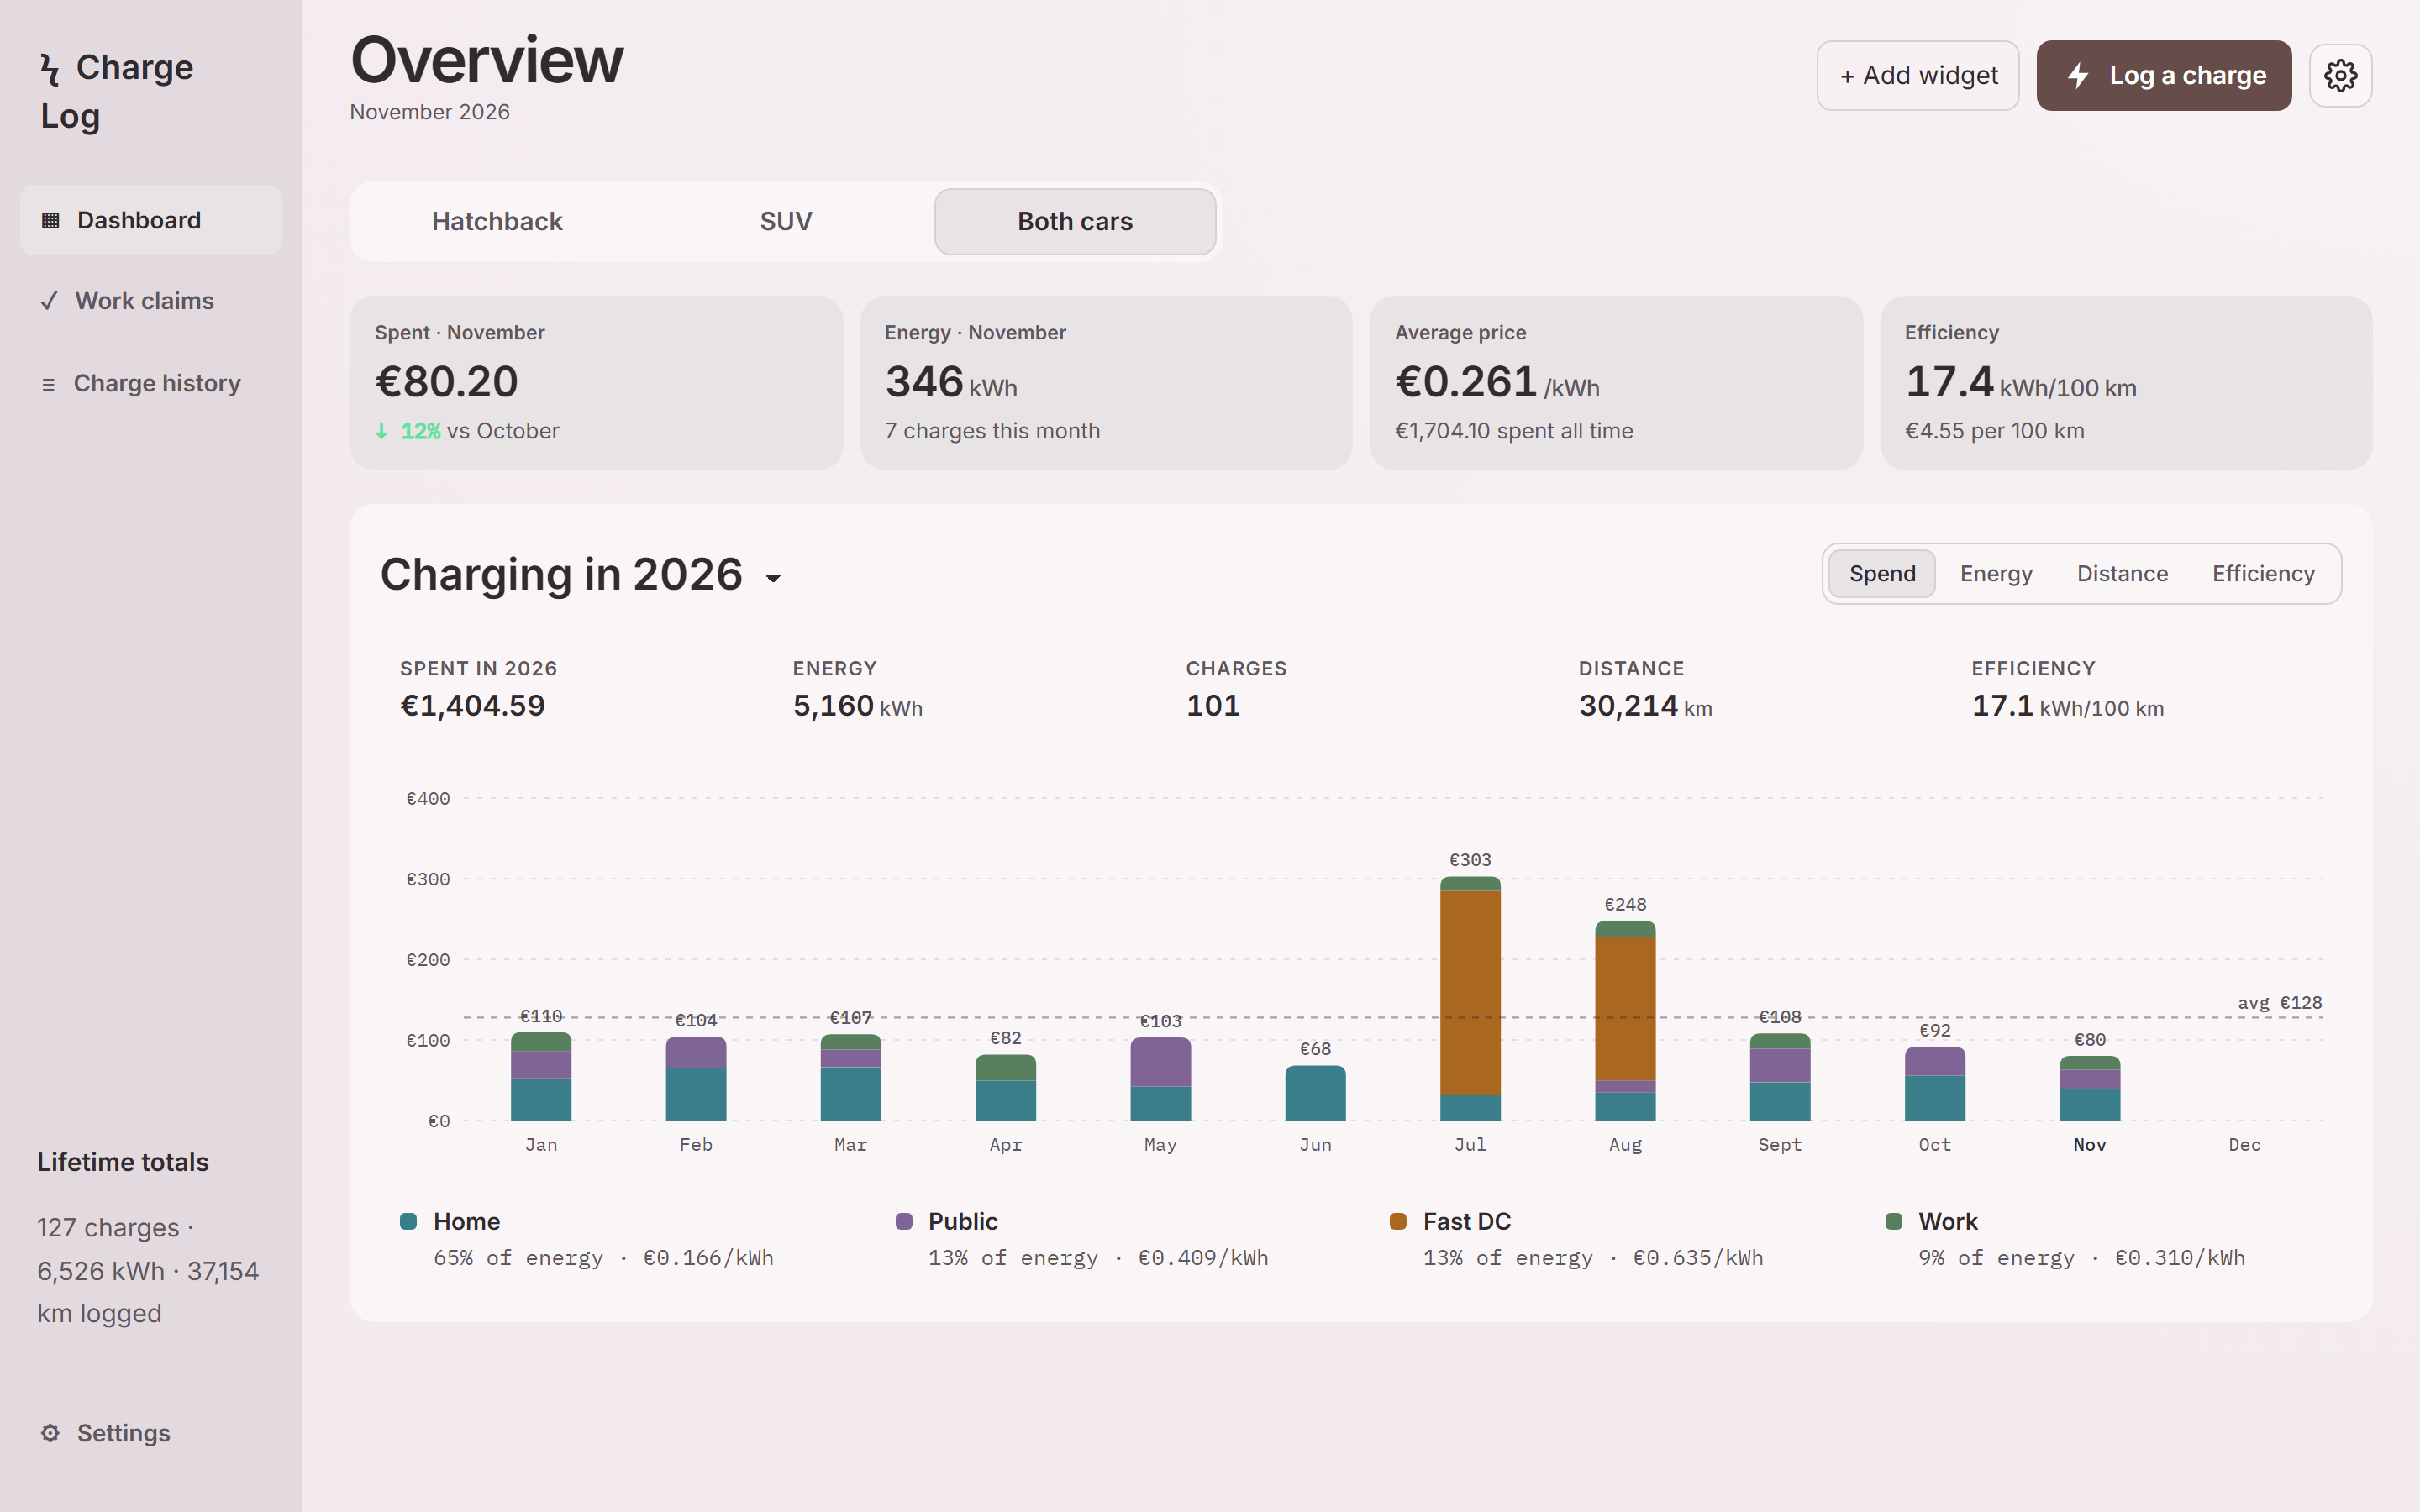 Charge
Log
Dashboard
Work claims
Charge history
Lifetime totals
127 charges ·
6,526 kWh · 37,154
km logged
Settings
Overview
November 2026
+ Add widget
Log a charge
Hatchback
SUV
Both cars
Spent · November
€80.20
↓ 12% vs October
Energy · November
346 kWh
7 charges this month
Average price
€0.261 /kWh
€1,704.10 spent all time
Efficiency
17.4 kWh/100 km
€4.55 per 100 km
Charging in 2026
Spend
Energy
Distance
Efficiency
SPENT IN 2026
€1,404.59
ENERGY
5,160 kWh
CHARGES
101
DISTANCE
30,214 km
EFFICIENCY
17.1 kWh/100 km
€400
€300
€200
€100
€0
€110
€104
€107
€82
€103
€68
€303
€248
€108
€92
€80
avg €128
Jan
Feb
Mar
Apr
May
Jun
Jul
Aug
Sept
Oct
Nov
Dec
Home
65% of energy · €0.166/kWh
Public
13% of energy · €0.409/kWh
Fast DC
13% of energy · €0.635/kWh
Work
9% of energy · €0.310/kWh